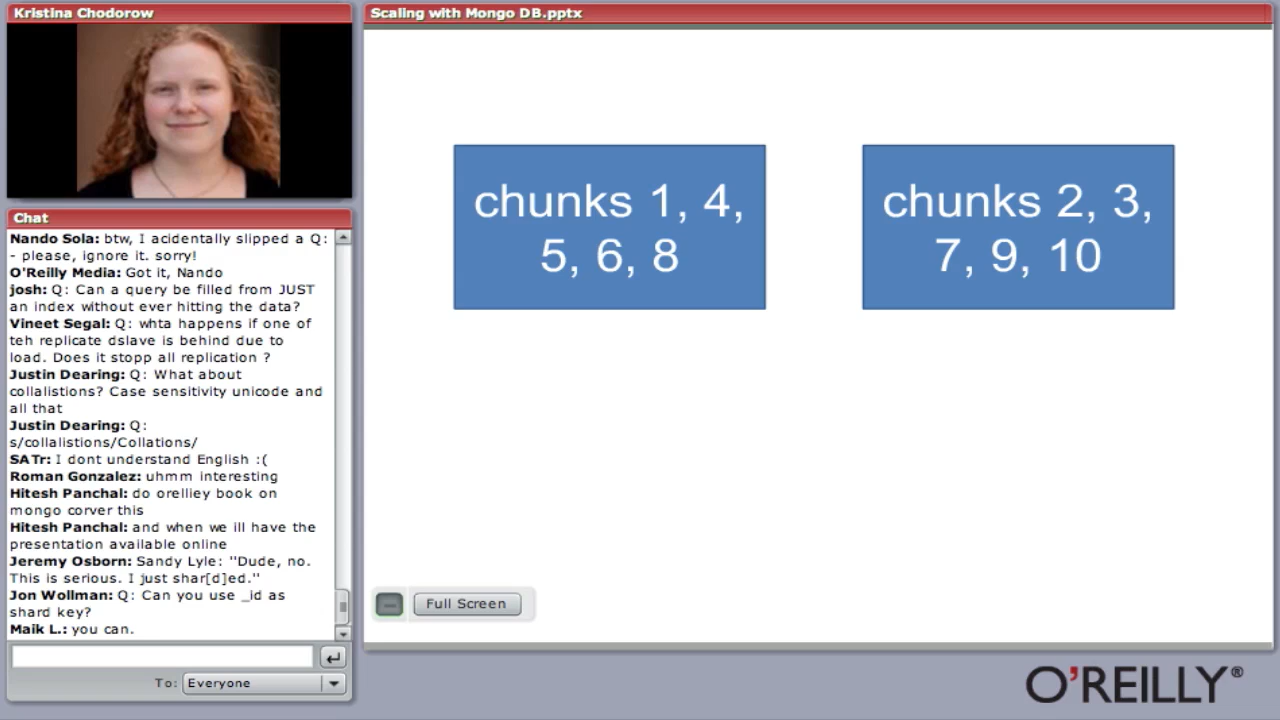 Kristina Chodorow
Scaling with Mongo DB.pptx
chunks 1, 4,
5, 6, 8
chunks 2, 3,
7, 9, 10
Chat
Nando Sola: btw, I acidentally slipped a Q:
- please, ignore it. sorry!
O'Reilly Media: Got it, Nando
josh: Q: Can a query be filled from JUST
an index without ever hitting the data?
Vineet Segal: Q: whta happens if one of
teh replicate dslave is behind due to
load. Does it stopp all replication ?
Justin Dearing: Q: What about
collalistions? Case sensitivity unicode and
all that
Justin Dearing: Q:
s/collalistions/Collations/
SATr: I dont understand English :(
Roman Gonzalez: uhmm interesting
Hitesh Panchal: do orelliey book on
mongo corver this
Hitesh Panchal: and when we ill have the
presentation available online
Jeremy Osborn: Sandy Lyle: "Dude, no.
This is serious. I just shar[d]ed."
Jon Wollman: Q: Can you use _id as
shard key?
Maik L.: you can.
To: Everyone
Full Screen
O'REILLY®